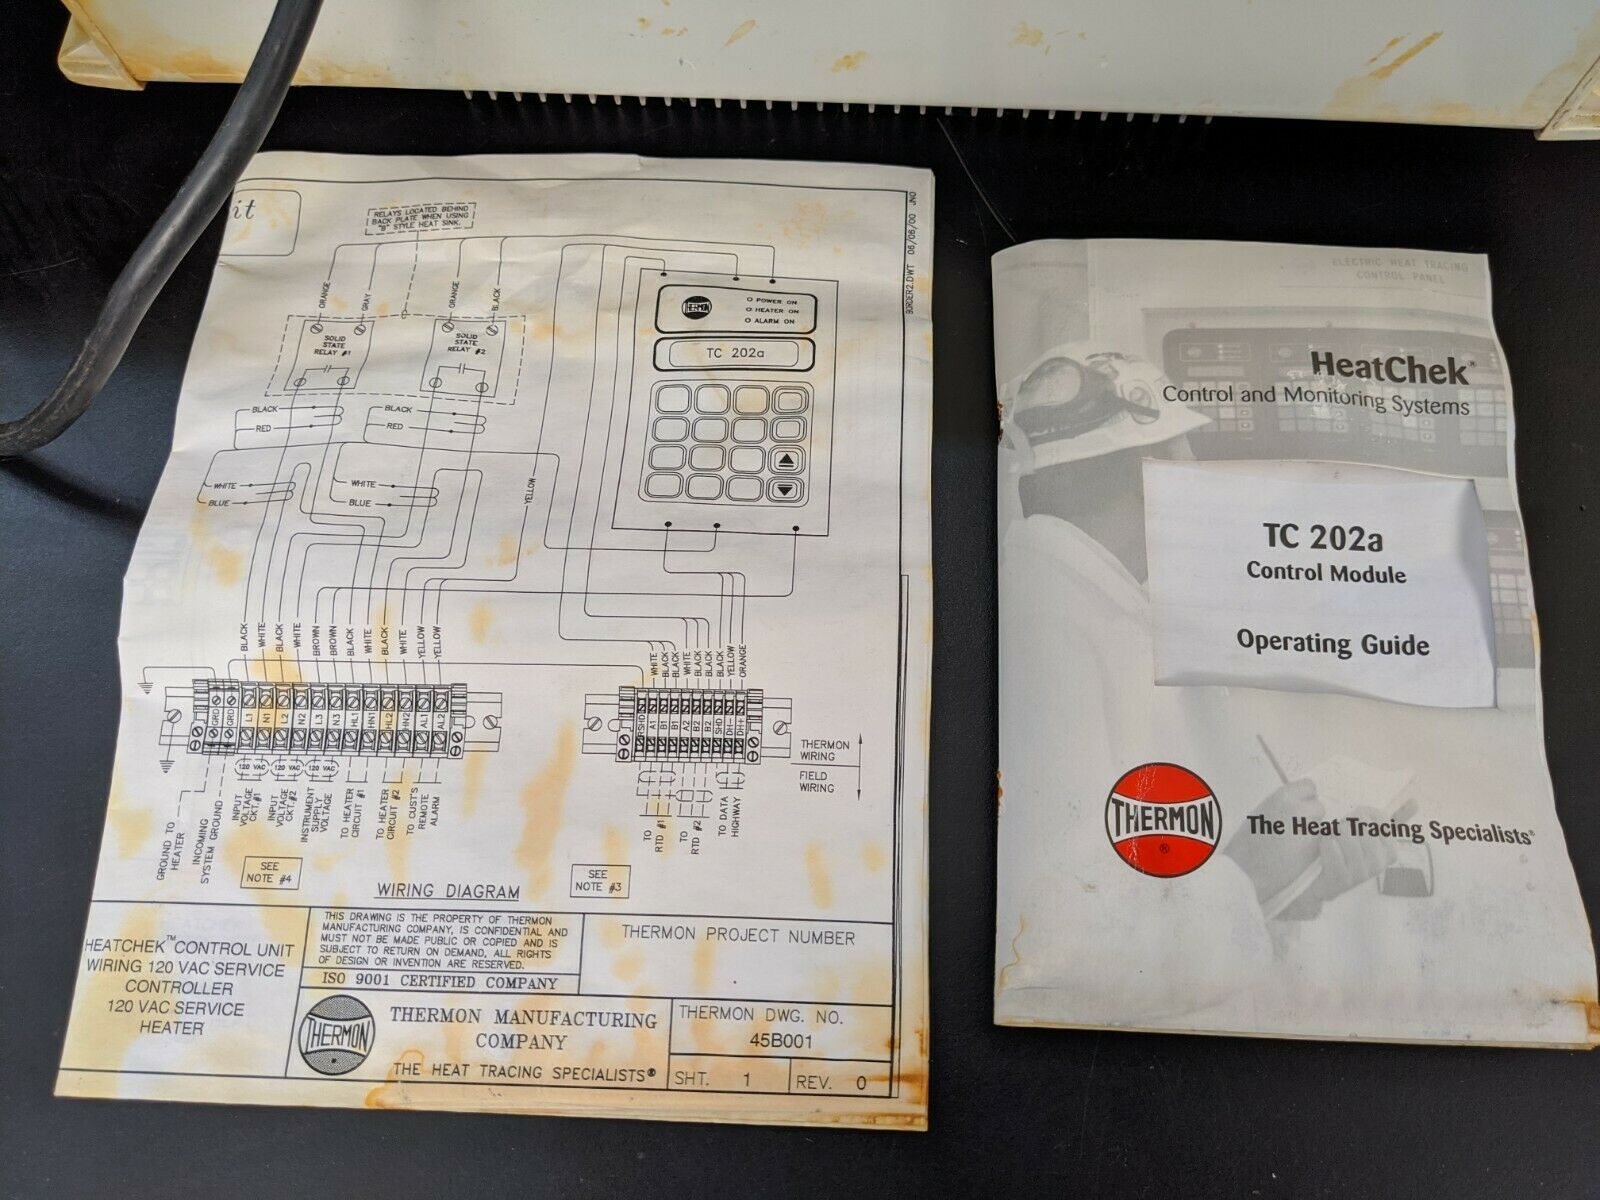 it
RELAYS LOCATED BEHIND
BACK PLATE WHEN USING
"B" STYLE HEAT SINK.
BORDER2.DWT 06/06/00 JNO
ORANGE
GRAY
ORANGE
BLACK
SOLID
STATE
RELAY #1
SOLID
STATE
RELAY #2
THERMON
POWER ON
HEATER ON
ALARM ON
TC 202a
BLACK
RED
BLACK
WHITE
BLUE
WHITE
BLUE
YELLOW
BLACK
WHITE
BLACK
WHITE
BROWN
BROWN
BLACK
WHITE
BLACK
WHITE
YELLOW
YELLOW
WHITE
BLACK
BLACK
WHITE
BLACK
BLACK
BLACK
YELLOW
ORANGE
GRD
GRD
L1
N1
L2
N2
L3
N3
HL1
HN1
HL2
HN2
AL1
AL2
SHD
A1
B1
B1
A2
B2
B2
SHD
DH-
DH+
120 VAC
120 VAC
120 VAC
THERMON
WIRING
FIELD
WIRING
GROUND TO
HEATER
INCOMING
SYSTEM GROUND
INPUT
VOLTAGE
CKT.#1
INPUT
VOLTAGE
CKT.#2
INSTRUMENT
SUPPLY
VOLTAGE
TO HEATER
CIRCUIT #1
TO HEATER
CIRCUIT #2
TO CUST'S
REMOTE
ALARM
TO
RTD #1
TO
RTD #2
TO DATA
HIGHWAY
SEE
NOTE #4
SEE
NOTE #3
WIRING DIAGRAM
HEATCHEK™ CONTROL UNIT
WIRING 120 VAC SERVICE
CONTROLLER
120 VAC SERVICE
HEATER
THIS DRAWING IS THE PROPERTY OF THERMON
MANUFACTURING COMPANY, IS CONFIDENTIAL AND
MUST NOT BE MADE PUBLIC OR COPIED AND IS
SUBJECT TO RETURN ON DEMAND, ALL RIGHTS
OF DESIGN OR INVENTION ARE RESERVED.
ISO 9001 CERTIFIED COMPANY
THERMON PROJECT NUMBER
THERMON
THERMON MANUFACTURING
COMPANY
THE HEAT TRACING SPECIALISTS®
THERMON DWG. NO.
45B001
SHT. 1
REV. 0
ELECTRIC HEAT TRACING
CONTROL PANEL
HeatChek®
Control and Monitoring Systems
TC 202a
Control Module
Operating Guide
THERMON
®
The Heat Tracing Specialists®